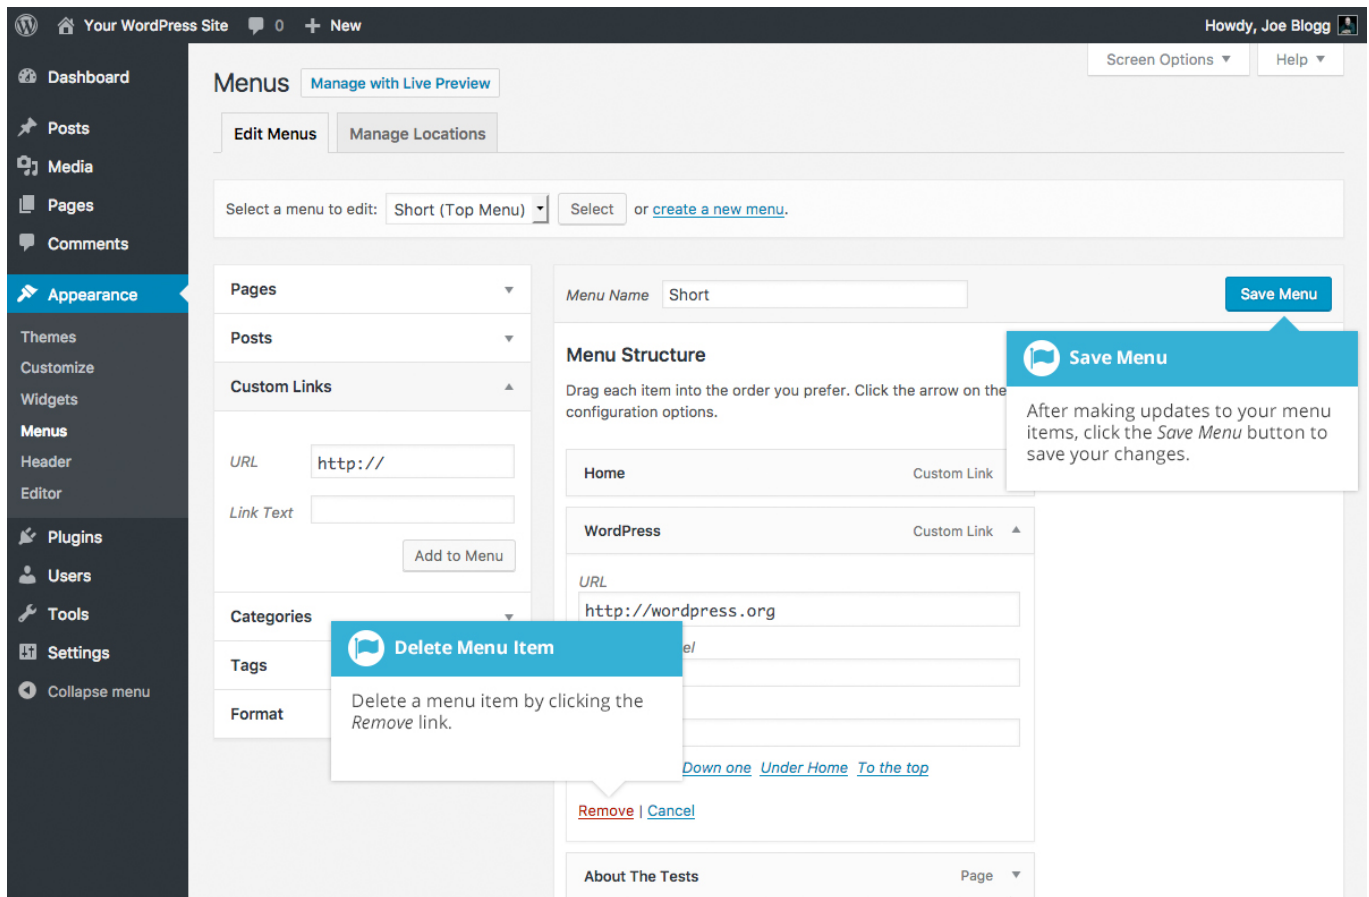 Your WordPress Site 0 New Howdy, Joe Blogg
Screen Options Help
Dashboard
Posts
Media
Pages
Comments
Appearance
Themes
Customize
Widgets
Menus
Header
Editor
Plugins
Users
Tools
Settings
Collapse menu
Menus Manage with Live Preview
Edit Menus Manage Locations
Select a menu to edit: Short (Top Menu) Select or create a new menu.
Pages
Posts
Custom Links
URL http://
Link Text
Add to Menu
Categories
Tags
Format
Delete Menu Item
Delete a menu item by clicking the
Remove link.
Menu Name Short Save Menu
Menu Structure
Drag each item into the order you prefer. Click the arrow on the
configuration options.
Save Menu
After making updates to your menu
items, click the Save Menu button to
save your changes.
Home Custom Link
WordPress Custom Link
URL
http://wordpress.org
el
Down one Under Home To the top
Remove | Cancel
About The Tests Page